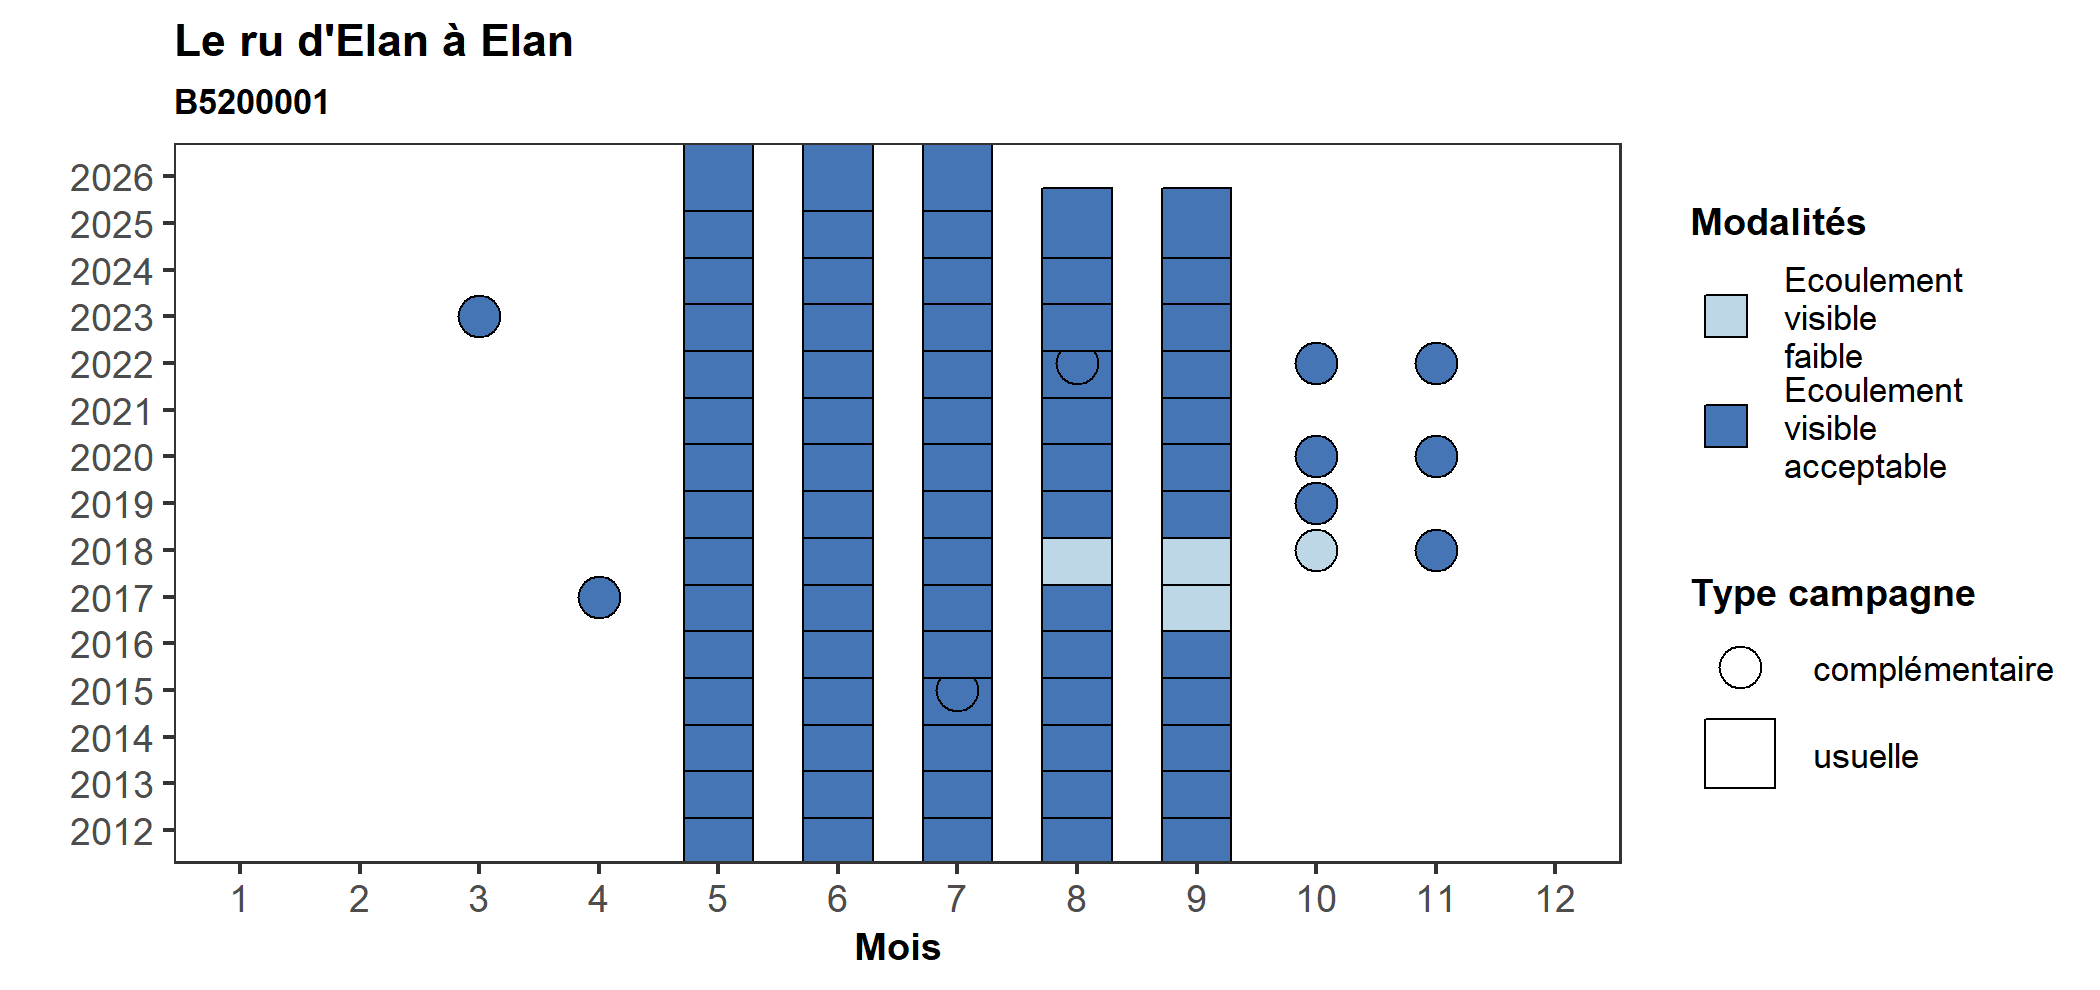 Le ru d'Elan à Elan
B5200001
2026
2025
2024
2023
2022
2021
2020
2019
2018
2017
2016
2015
2014
2013
2012
1 2 3 4 5 6 7 8 9 10 11 12
Mois
Modalités
Ecoulement
visible
faible
Ecoulement
visible
acceptable
Type campagne
complémentaire
usuelle